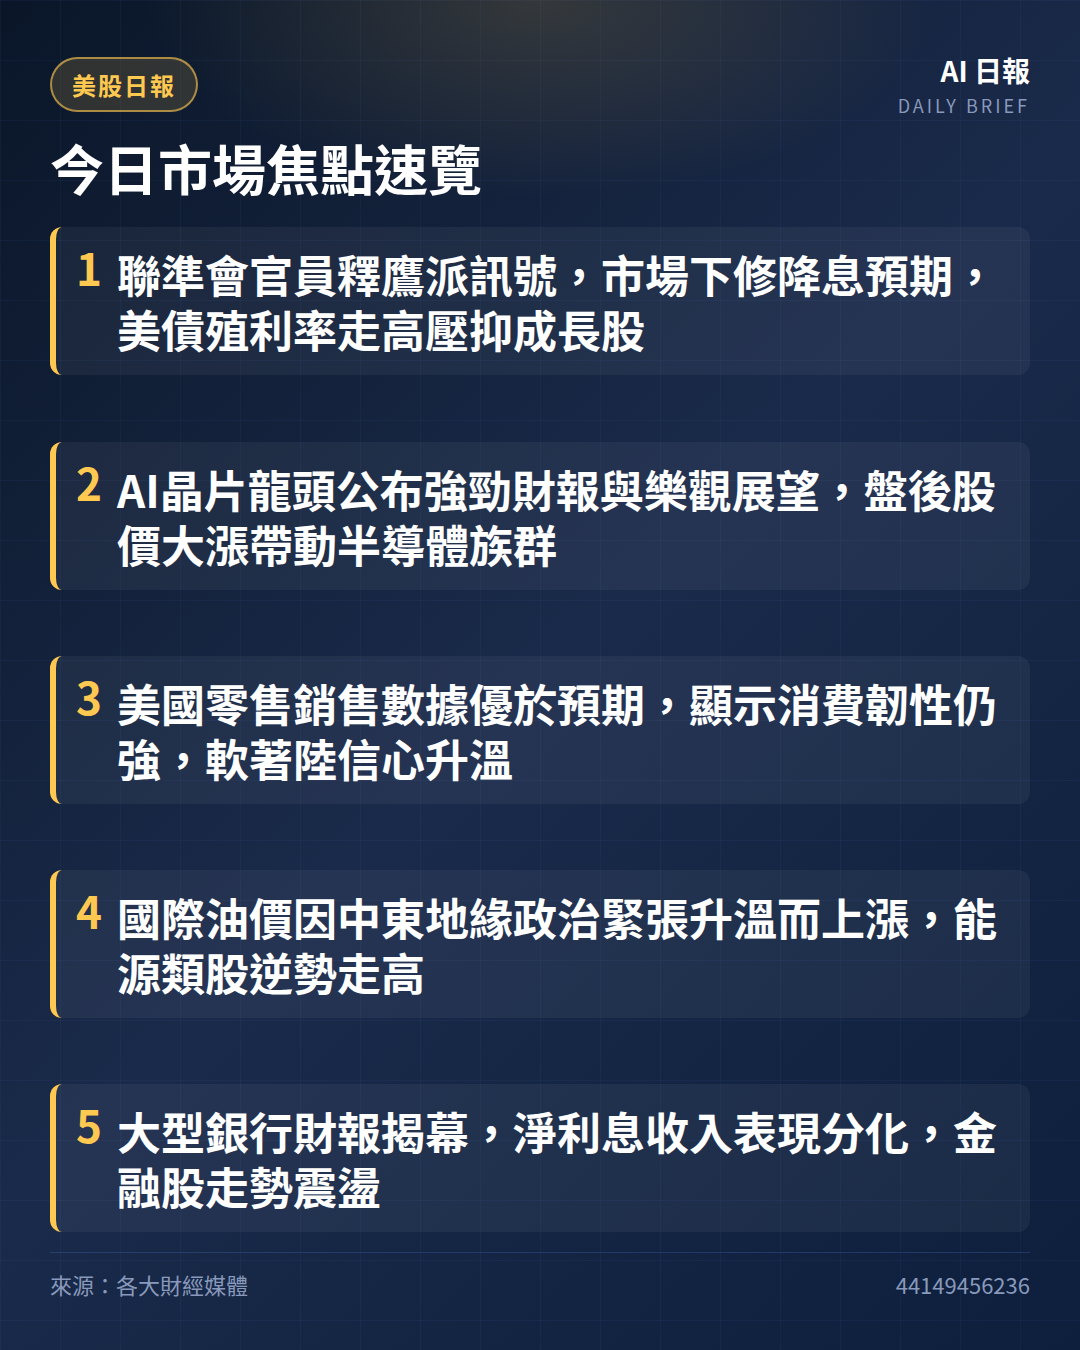 美股日報
AI 日報
DAILY BRIEF
今日市場焦點速覽
1 聯準會官員釋鷹派訊號，市場下修降息預期，
美債殖利率走高壓抑成長股
2 AI晶片龍頭公布強勁財報與樂觀展望，盤後股
價大漲帶動半導體族群
3 美國零售銷售數據優於預期，顯示消費韌性仍
強，軟著陸信心升溫
4 國際油價因中東地緣政治緊張升溫而上漲，能
源類股逆勢走高
5 大型銀行財報揭幕，淨利息收入表現分化，金
融股走勢震盪
來源：各大財經媒體
44149456236